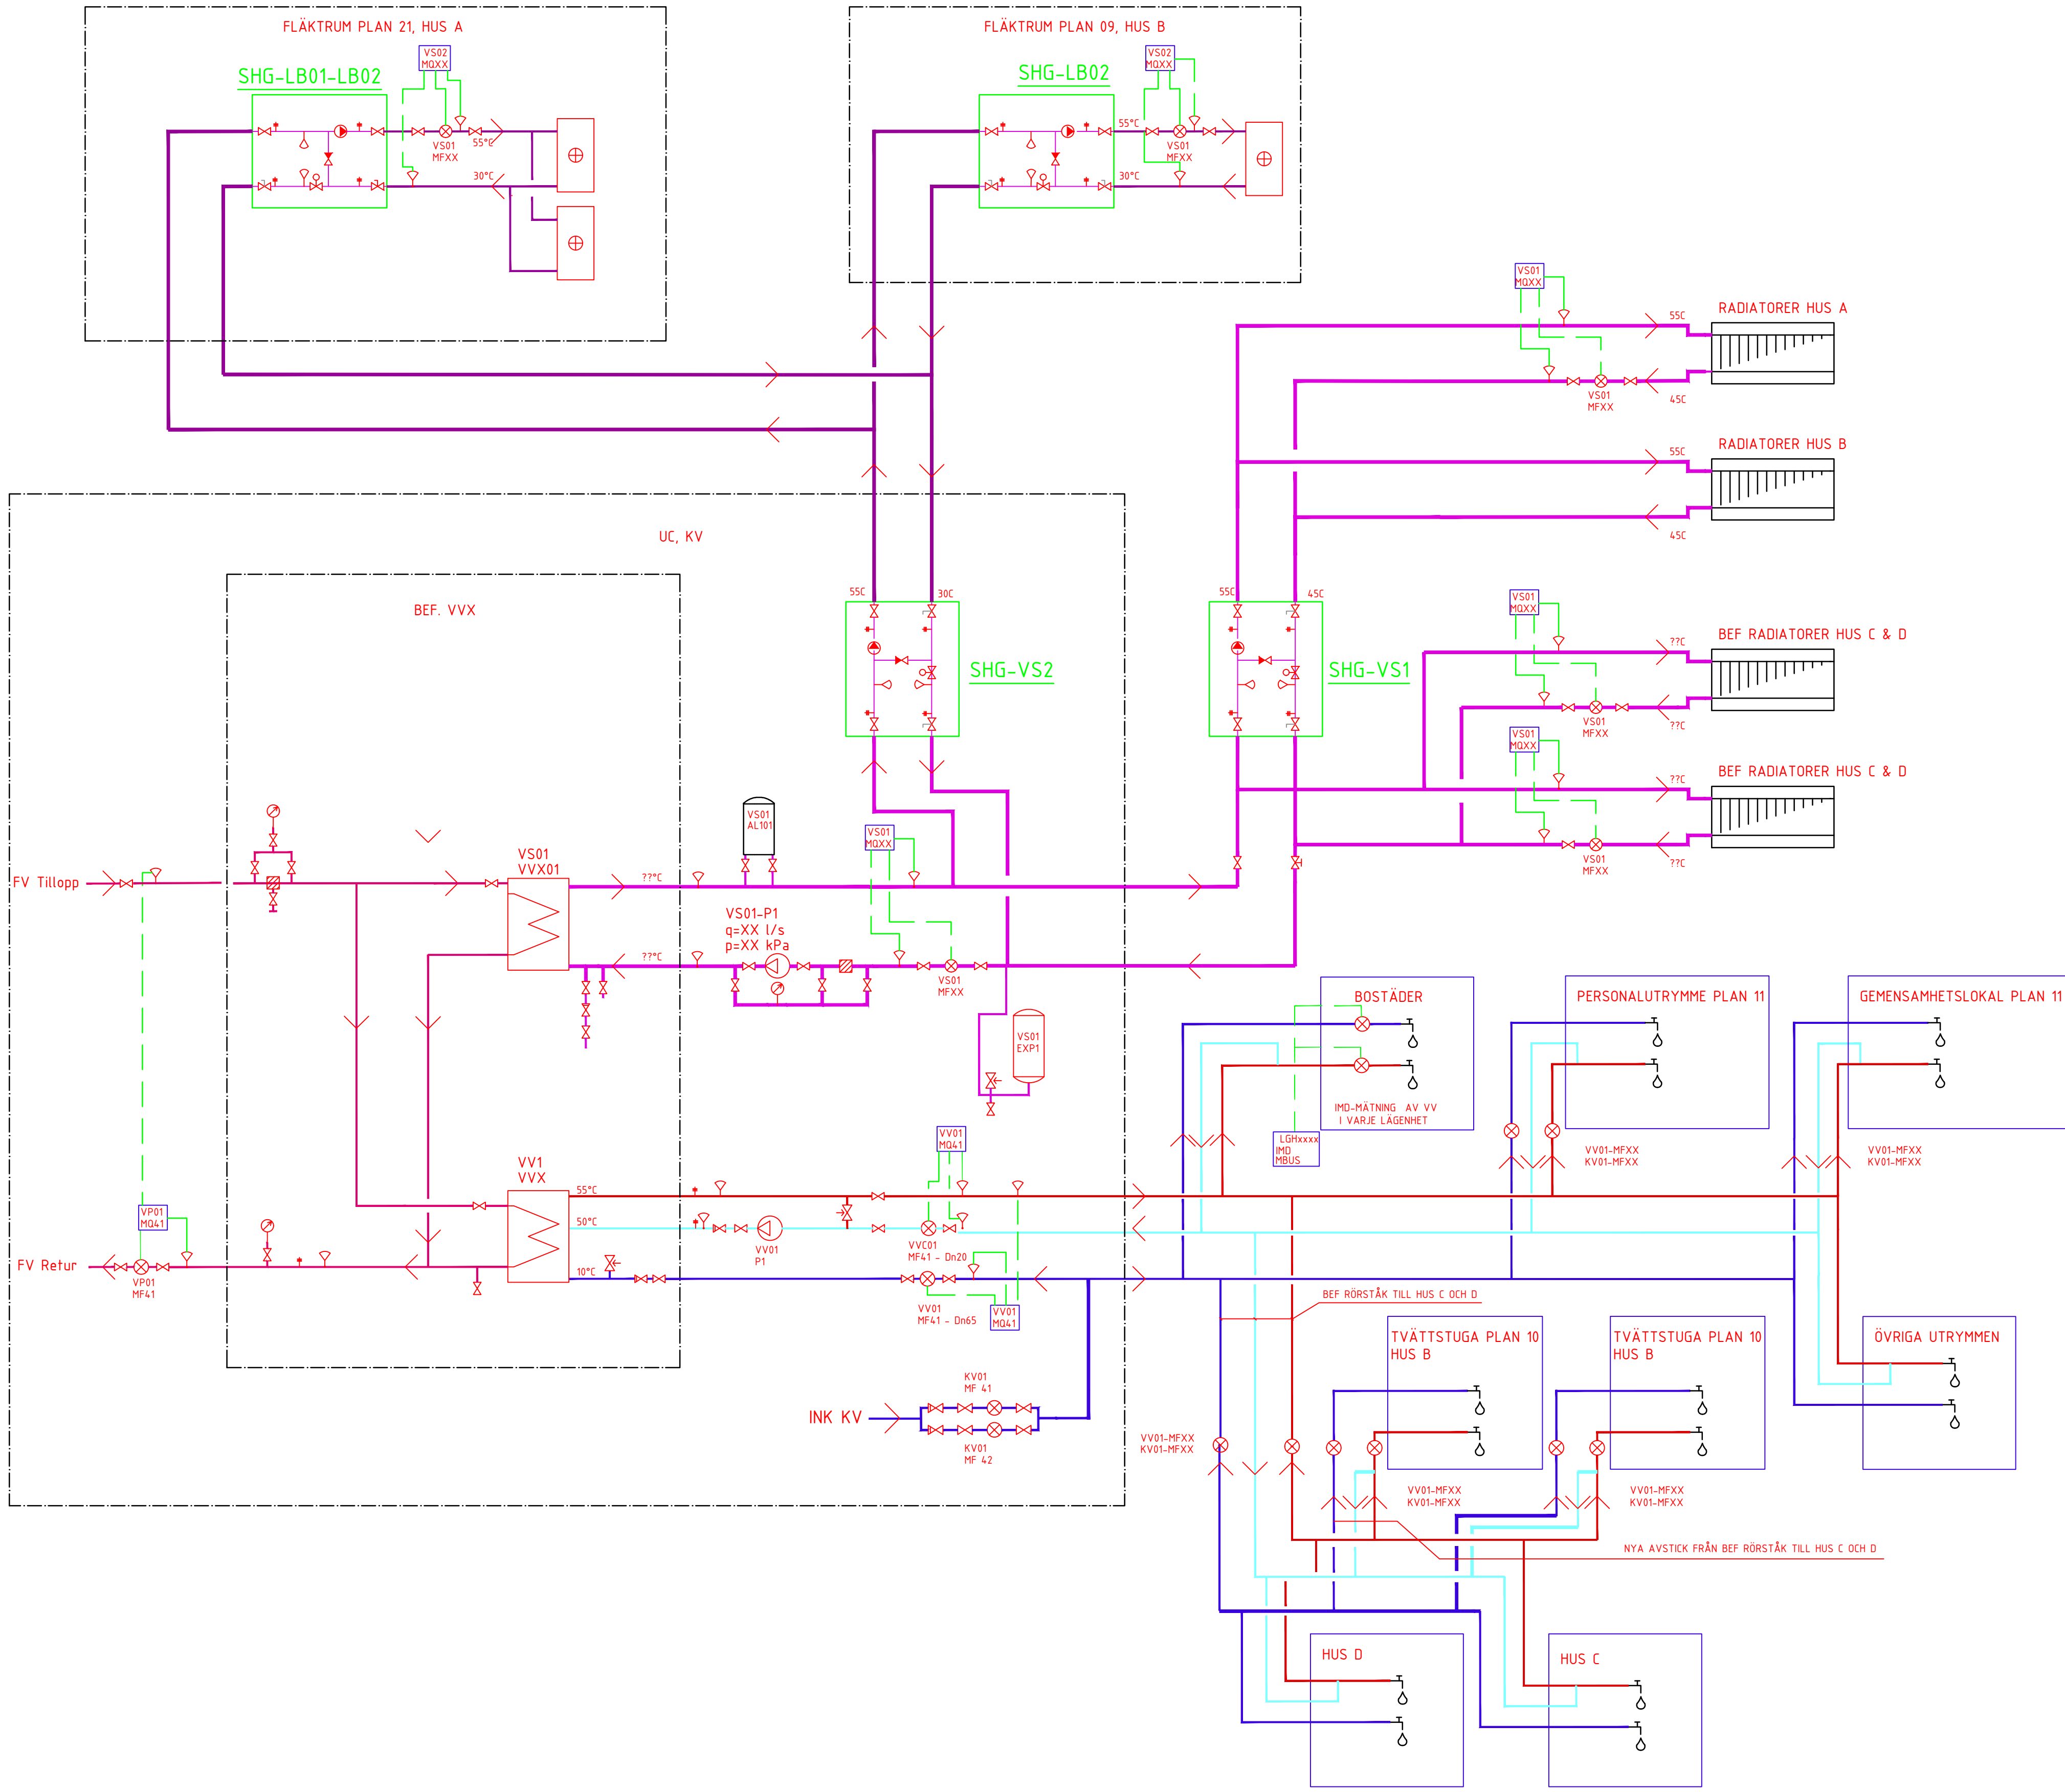 FLÄKTRUM PLAN 21, HUS A
VS02
MQXX
SHG-LB01-LB02
VS01
MFXX
55°C
30°C
FLÄKTRUM PLAN 09, HUS B
VS02
MQXX
SHG-LB02
55°C
VS01
MFXX
30°C
VS01
MQXX
RADIATORER HUS A
55C
VS01
MFXX
45C
RADIATORER HUS B
55C
45C
UC, KV
BEF. VVX
55C
30C
SHG-VS2
55C
45C
SHG-VS1
VS01
MQXX
BEF RADIATORER HUS C & D
??C
VS01
MFXX
??C
VS01
MQXX
BEF RADIATORER HUS C & D
??C
VS01
MFXX
??C
FV Tillopp
VS01
VVX01
??°C
VS01
AL101
VS01
MQXX
VS01-P1
q=XX l/s
p=XX kPa
??°C
VS01
MFXX
VS01
EXP1
BOSTÄDER
IMD-MÄTNING AV VV
I VARJE LÄGENHET
LGHxxxx
IMD
MBUS
PERSONALUTRYMME PLAN 11
VV01-MFXX
KV01-MFXX
GEMENSAMHETSLOKAL PLAN 11
VV01-MFXX
KV01-MFXX
VV01
MQ41
VV1
VVX
55°C
50°C
10°C
VV01
P1
VVC01
MF41 - Dn20
VV01
MF41 - Dn65
VV01
MQ41
VP01
MQ41
FV Retur
VP01
MF41
BEF RÖRSTÅK TILL HUS C OCH D
TVÄTTSTUGA PLAN 10
HUS B
TVÄTTSTUGA PLAN 10
HUS B
ÖVRIGA UTRYMMEN
KV01
MF 41
INK KV
KV01
MF 42
VV01-MFXX
KV01-MFXX
VV01-MFXX
KV01-MFXX
VV01-MFXX
KV01-MFXX
NYA AVSTICK FRÅN BEF RÖRSTÅK TILL HUS C OCH D
HUS D
HUS C